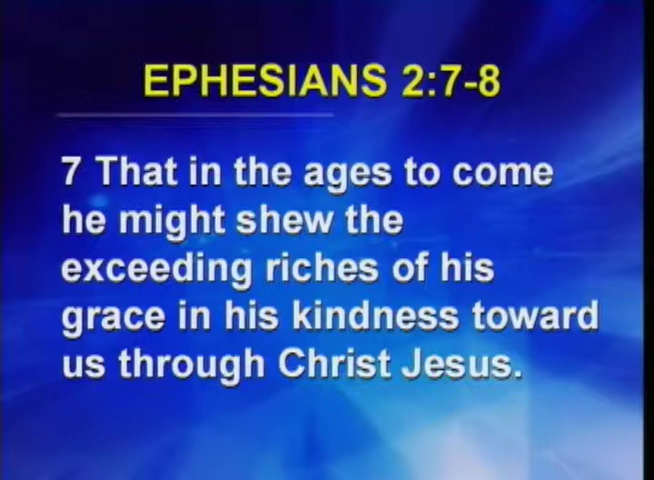 EPHESIANS 2:7-8
7 That in the ages to come
he might shew the
exceeding riches of his
grace in his kindness toward
us through Christ Jesus.